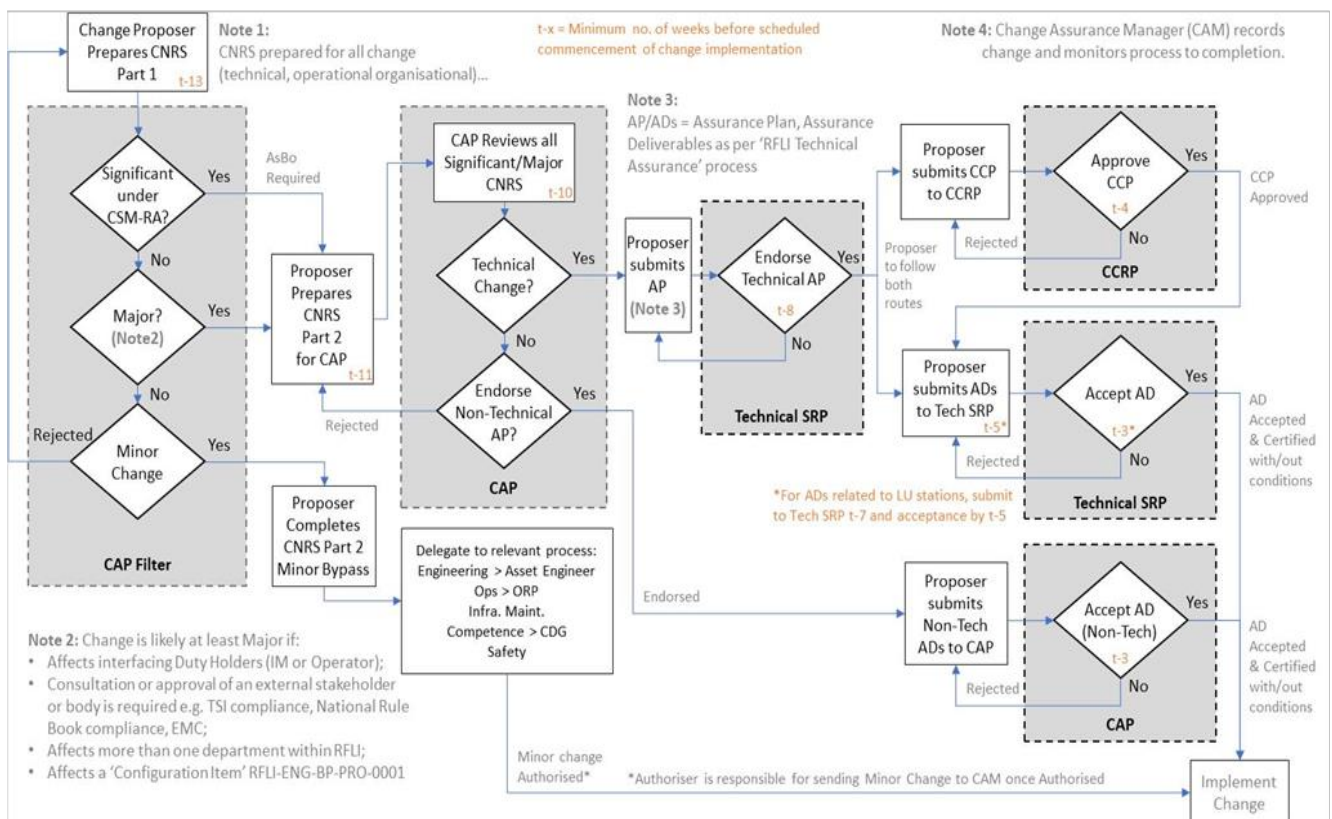 Change Proposer
Prepares CNRS
Part 1
t-13
Note 1:
CNRS prepared for all change
(technical, operational organisational)...
t-x = Minimum no. of weeks before scheduled
commencement of change implementation
Note 4: Change Assurance Manager (CAM) records
change and monitors process to completion.
Significant
under
CSM-RA?
Yes
No
AsBo
Required
Major?
(Note2)
Yes
No
Minor
Change
Rejected
Yes
CAP Filter
Proposer
Prepares
CNRS
Part 2
for CAP
t-11
Rejected
Proposer
Completes
CNRS Part 2
Minor Bypass
CAP Reviews all
Significant/Major
CNRS
t-10
Technical
Change?
Yes
No
Endorse
Non-Technical
AP?
Yes
CAP
Note 3:
AP/ADs = Assurance Plan, Assurance
Deliverables as per 'RFLI Technical
Assurance' process
Proposer
submits
AP
(Note 3)
Endorse
Technical AP
t-8
Yes
No
Technical SRP
Proposer
to follow
both
routes
Proposer
submits CCP
to CCRP
Rejected
Approve
CCP
t-4
Yes
No
CCRP
CCP
Approved
Proposer
submits ADs
to Tech SRP
t-5*
Rejected
Accept AD
t-3*
Yes
No
Technical SRP
AD
Accepted
& Certified
with/out
conditions
*For ADs related to LU stations, submit
to Tech SRP t-7 and acceptance by t-5
Delegate to relevant process:
Engineering > Asset Engineer
Ops > ORP
Infra. Maint.
Competence > CDG
Safety
Endorsed
Proposer
submits
Non-Tech
ADs to CAP
Rejected
Accept AD
(Non-Tech)
t-3
Yes
No
CAP
AD
Accepted
& Certified
with/out
conditions
Note 2: Change is likely at least Major if:
• Affects interfacing Duty Holders (IM or Operator);
• Consultation or approval of an external stakeholder
or body is required e.g. TSI compliance, National Rule
Book compliance, EMC;
• Affects more than one department within RFLI;
• Affects a 'Configuration Item' RFLI-ENG-BP-PRO-0001
Minor change
Authorised*
*Authoriser is responsible for sending Minor Change to CAM once Authorised
Implement
Change